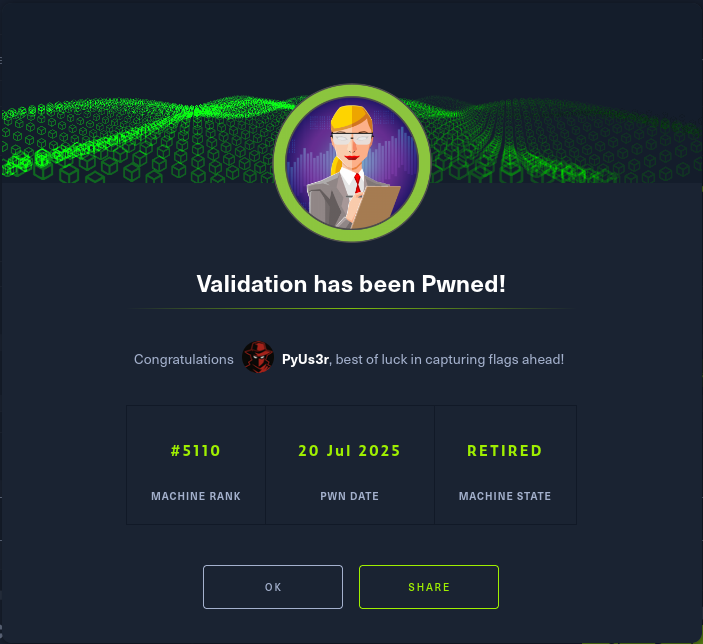 Validation has been Pwned!
Congratulations PyUs3r, best of luck in capturing flags ahead!
#5110 20 Jul 2025 RETIRED
MACHINE RANK PWN DATE MACHINE STATE
OK SHARE